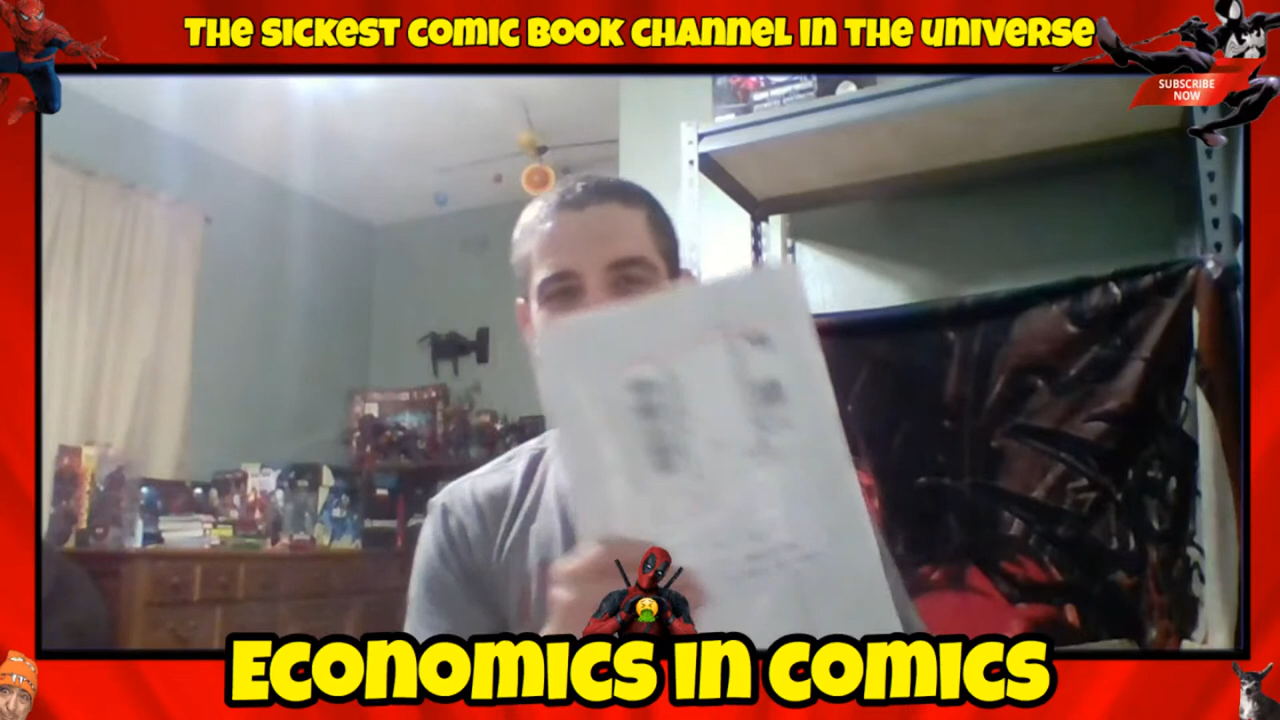 THE SICKEST COMIC BOOK CHANNEL IN THE UNIVERSE
SUBSCRIBE
NOW
ECONOMICS IN COMICS